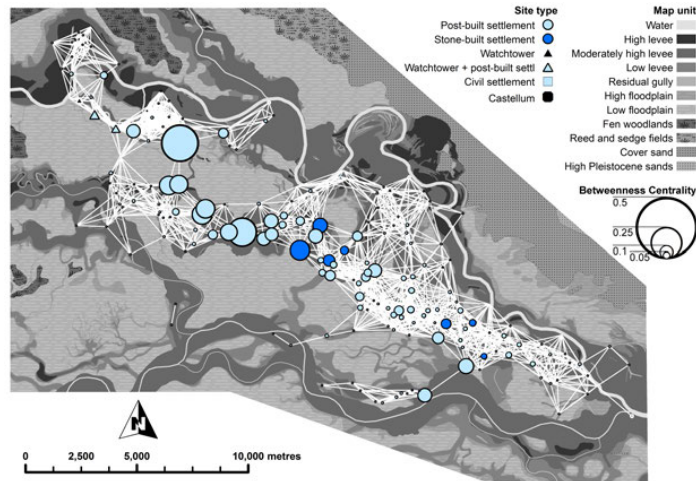 Site type
Post-built settlement
Stone-built settlement
Watchtower
Watchtower + post-built settl
Civil settlement
Castellum
Map unit
Water
High levee
Moderately high levee
Low levee
Residual gully
High floodplain
Low floodplain
Fen woodlands
Reed and sedge fields
Cover sand
High Pleistocene sands
Betweenness Centrality
0.5
0.25
0.1
0.05
N
0
2,500
5,000
10,000 metres